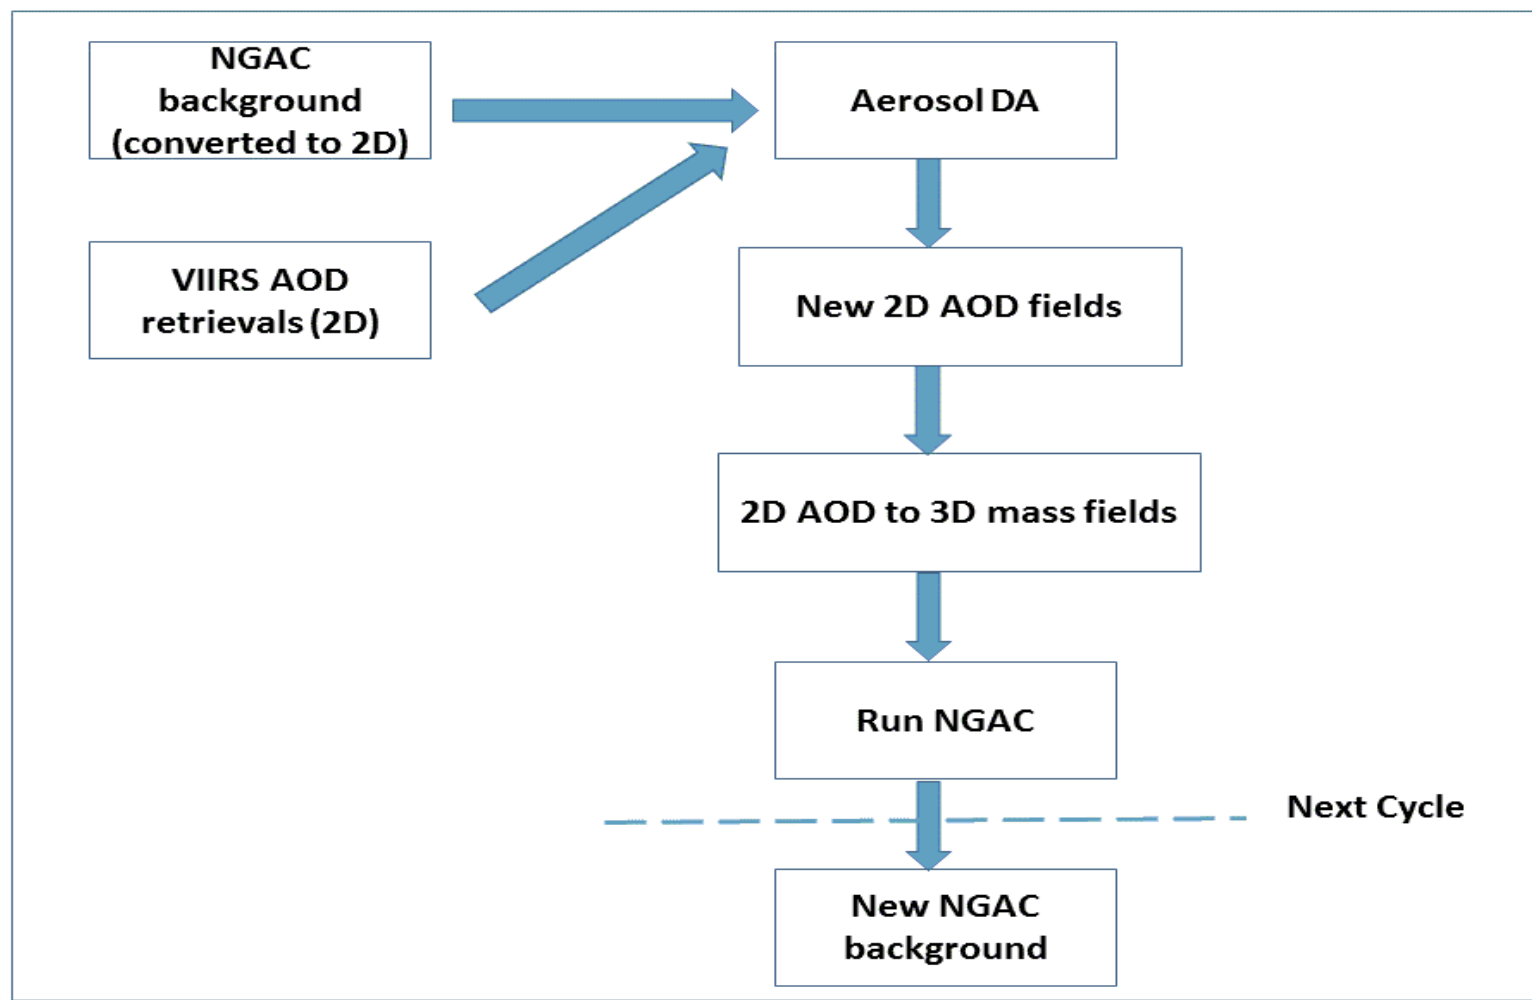 NGAC
background
(converted to 2D)
Aerosol DA
VIIRS AOD
retrievals (2D)
New 2D AOD fields
2D AOD to 3D mass fields
Run NGAC
Next Cycle
New NGAC
background